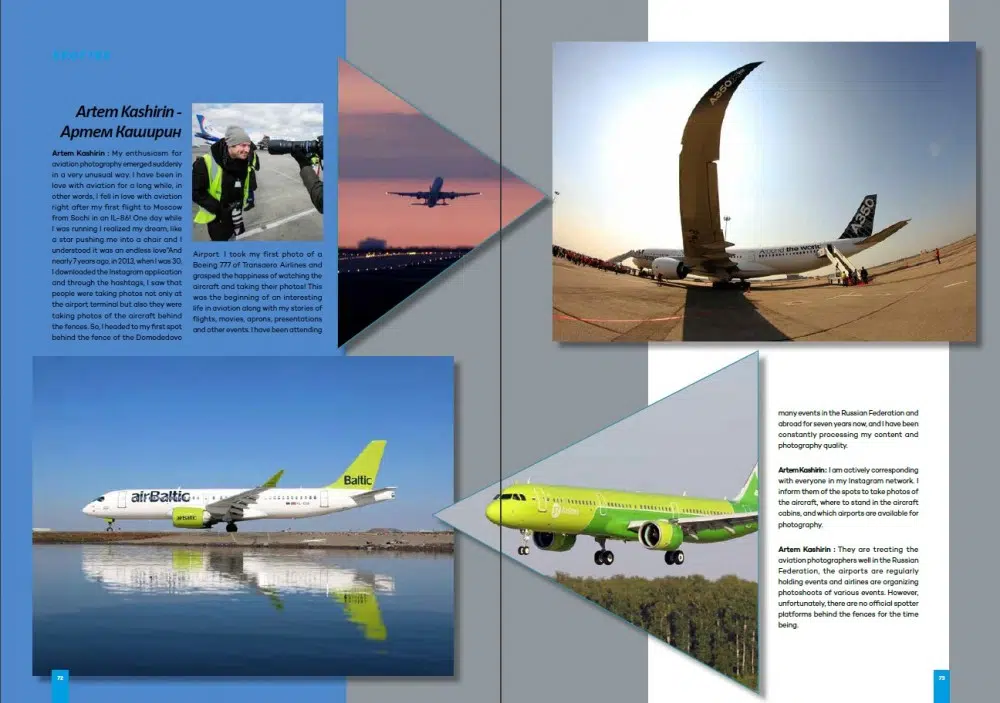 Artem Kashirin -
Артем Каширин
Artem Kashirin : My enthusiasm for
aviation photography emerged suddenly
in a very unusual way. I have been in
love with aviation for a long while, in
other words, I fell in love with aviation
right after my first flight to Moscow
from Sochi in an IL-86! One day while
I was running I realized my dream, like
a star pushing me into a chair and I
understood it was an endless love"And
nearly 7 years ago, in 2013, when I was 30,
I downloaded the Instagram application
and through the hashtags, I saw that
people were taking photos not only at
the airport terminal but also they were
taking photos of the aircraft behind
the fences. So, I headed to my first spot
behind the fence of the Domodedovo
Airport. I took my first photo of a
Boeing 777 of Transaero Airlines and
grasped the happiness of watching the
aircraft and taking their photos! This
was the beginning of an interesting
life in aviation along with my stories of
flights, movies, aprons, presentations
and other events. I have been attending
airBaltic
Baltic
airBaltic
72
A350
A350
Around the world
many events in the Russian Federation and
abroad for seven years now, and I have been
constantly processing my content and
photography quality.
Artem Kashirin : I am actively corresponding
with everyone in my Instagram network. I
inform them of the spots to take photos of
the aircraft, where to stand in the aircraft
cabins, and which airports are available for
photography.
Artem Kashirin : They are treating the
aviation photographers well in the Russian
Federation, the airports are regularly
holding events and airlines are organizing
photoshoots of various events. However,
unfortunately, there are no official spotter
platforms behind the fences for the time
being.
73